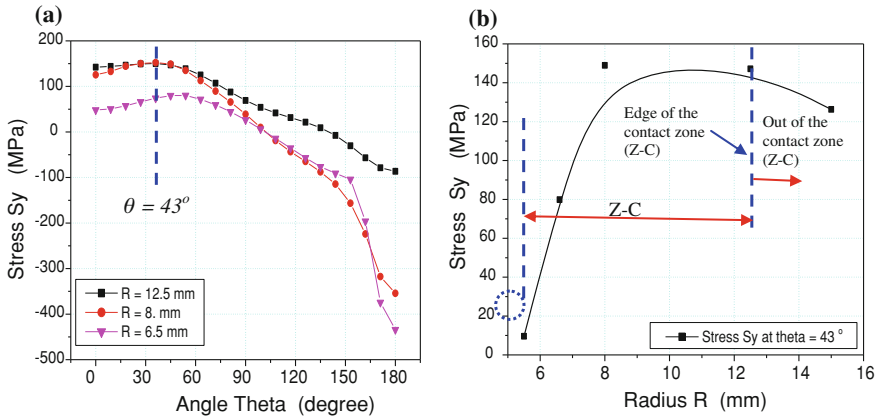 (a)
200
150
100
0
-100
-200
-300
-400
-500
Stress Sy (MPa)
θ = 43o
R = 12.5 mm
R = 8. mm
R = 6.5 mm
0 30 60 90 120 150 180
Angle Theta (degree)
(b)
160
140
120
100
80
60
40
20
0
Stress Sy (MPa)
Edge of the
contact zone
(Z-C)
Out of the
contact zone
(Z-C)
Z-C
Stress Sy at theta = 43 o
6 8 10 12 14 16
Radius R (mm)